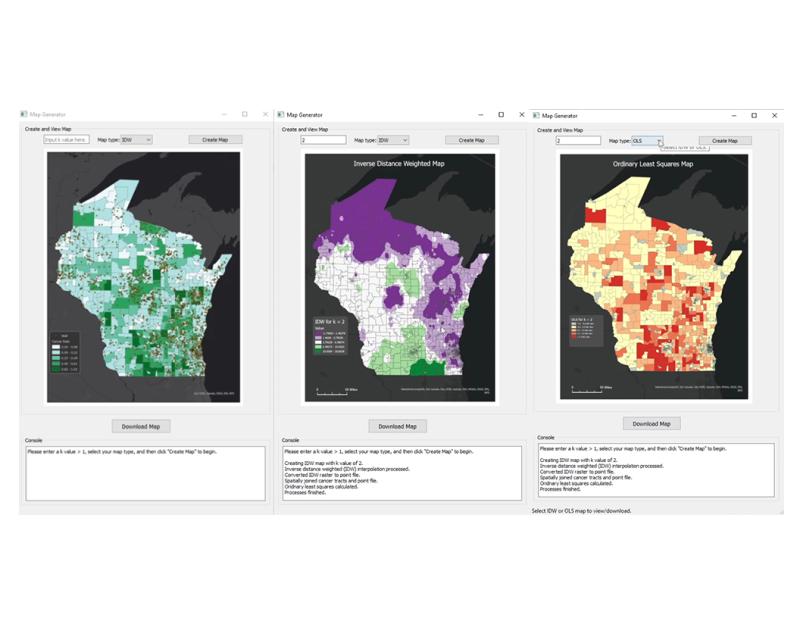 Map Generator
Create and View Map
Input k value here.
Map type:
IDW
Create Map
Download Map
Console
Please enter a k value > 1, select your map type, and then click "Create Map" to begin.
Map Generator
Create and View Map
2
Map type:
IDW
Create Map
Inverse Distance Weighted Map
IDW for k = 2
Value
Download Map
Console
Please enter a k value > 1, select your map type, and then click "Create Map" to begin.
Creating IDW map with k value of 2.
Inverse distance weighted (IDW) interpolation processed.
Converted IDW raster to point file.
Spatially joined cancer tracts and point file.
Oridnary least squares calculated.
Processes finished.
Map Generator
Create and View Map
2
Map type:
OLS
Create Map
Select IDW or OLS
Ordinary Least Squares Map
OLS for k = 2
Download Map
Console
Please enter a k value > 1, select your map type, and then click "Create Map" to begin.
Creating IDW map with k value of 2.
Inverse distance weighted (IDW) interpolation processed.
Converted IDW raster to point file.
Spatially joined cancer tracts and point file.
Oridnary least squares calculated.
Processes finished.
Select IDW or OLS map to view/download.